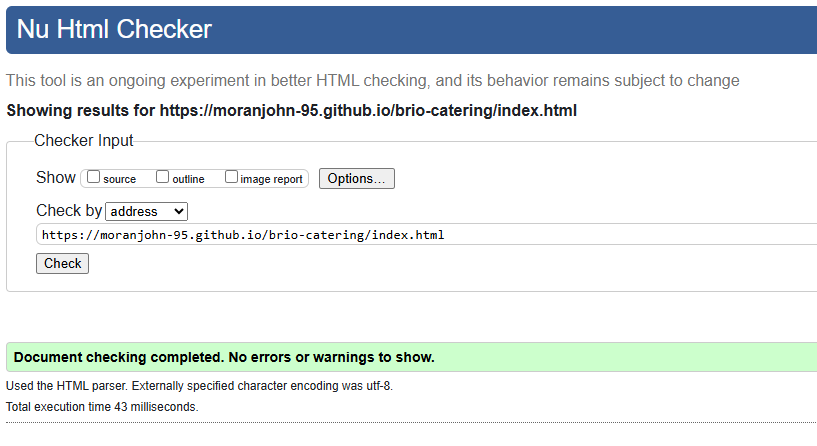 Nu Html Checker
This tool is an ongoing experiment in better HTML checking, and its behavior remains subject to change
Showing results for https://moranjohn-95.github.io/brio-catering/index.html
Checker Input
Show source outline image report Options...
Check by address
https://moranjohn-95.github.io/brio-catering/index.html
Check
Document checking completed. No errors or warnings to show.
Used the HTML parser. Externally specified character encoding was utf-8.
Total execution time 43 milliseconds.